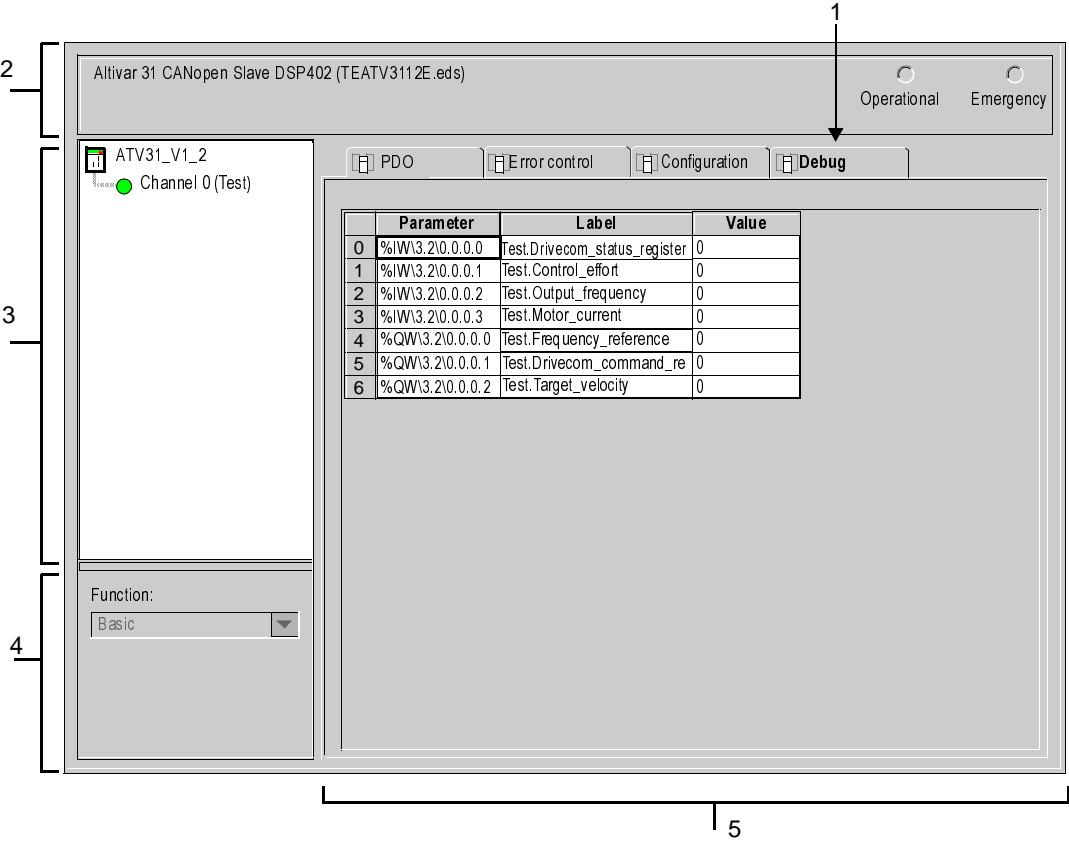 1
2
Altivar 31 CANopen Slave DSP402 (TEATV3112E.eds)
Operational
Emergency
3
ATV31_V1_2
Channel 0 (Test)
PDO
Error control
Configuration
Debug
Parameter Label Value
0 %IW\3.2\0.0.0.0 Test.Drivecom_status_register 0
1 %IW\3.2\0.0.0.1 Test.Control_effort 0
2 %IW\3.2\0.0.0.2 Test.Output_frequency 0
3 %IW\3.2\0.0.0.3 Test.Motor_current 0
4 %QW\3.2\0.0.0.0 Test.Frequency_reference 0
5 %QW\3.2\0.0.0.1 Test.Drivecom_command_re 0
6 %QW\3.2\0.0.0.2 Test.Target_velocity 0
4
Function:
Basic
5